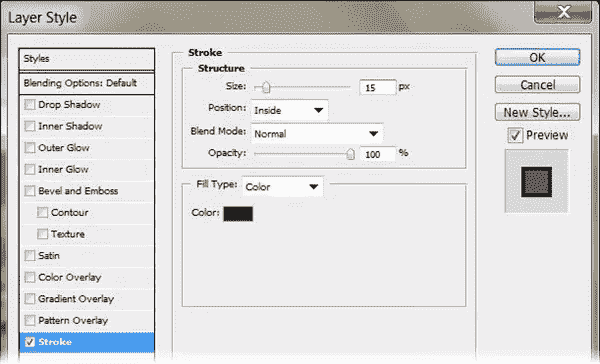 Layer Style
Styles
Blending Options: Default
Drop Shadow
Inner Shadow
Outer Glow
Inner Glow
Bevel and Emboss
Contour
Texture
Satin
Color Overlay
Gradient Overlay
Pattern Overlay
Stroke
Stroke
Structure
Size: 15 px
Position: Inside
Blend Mode: Normal
Opacity: 100 %
Fill Type: Color
Color:
OK
Cancel
New Style...
Preview